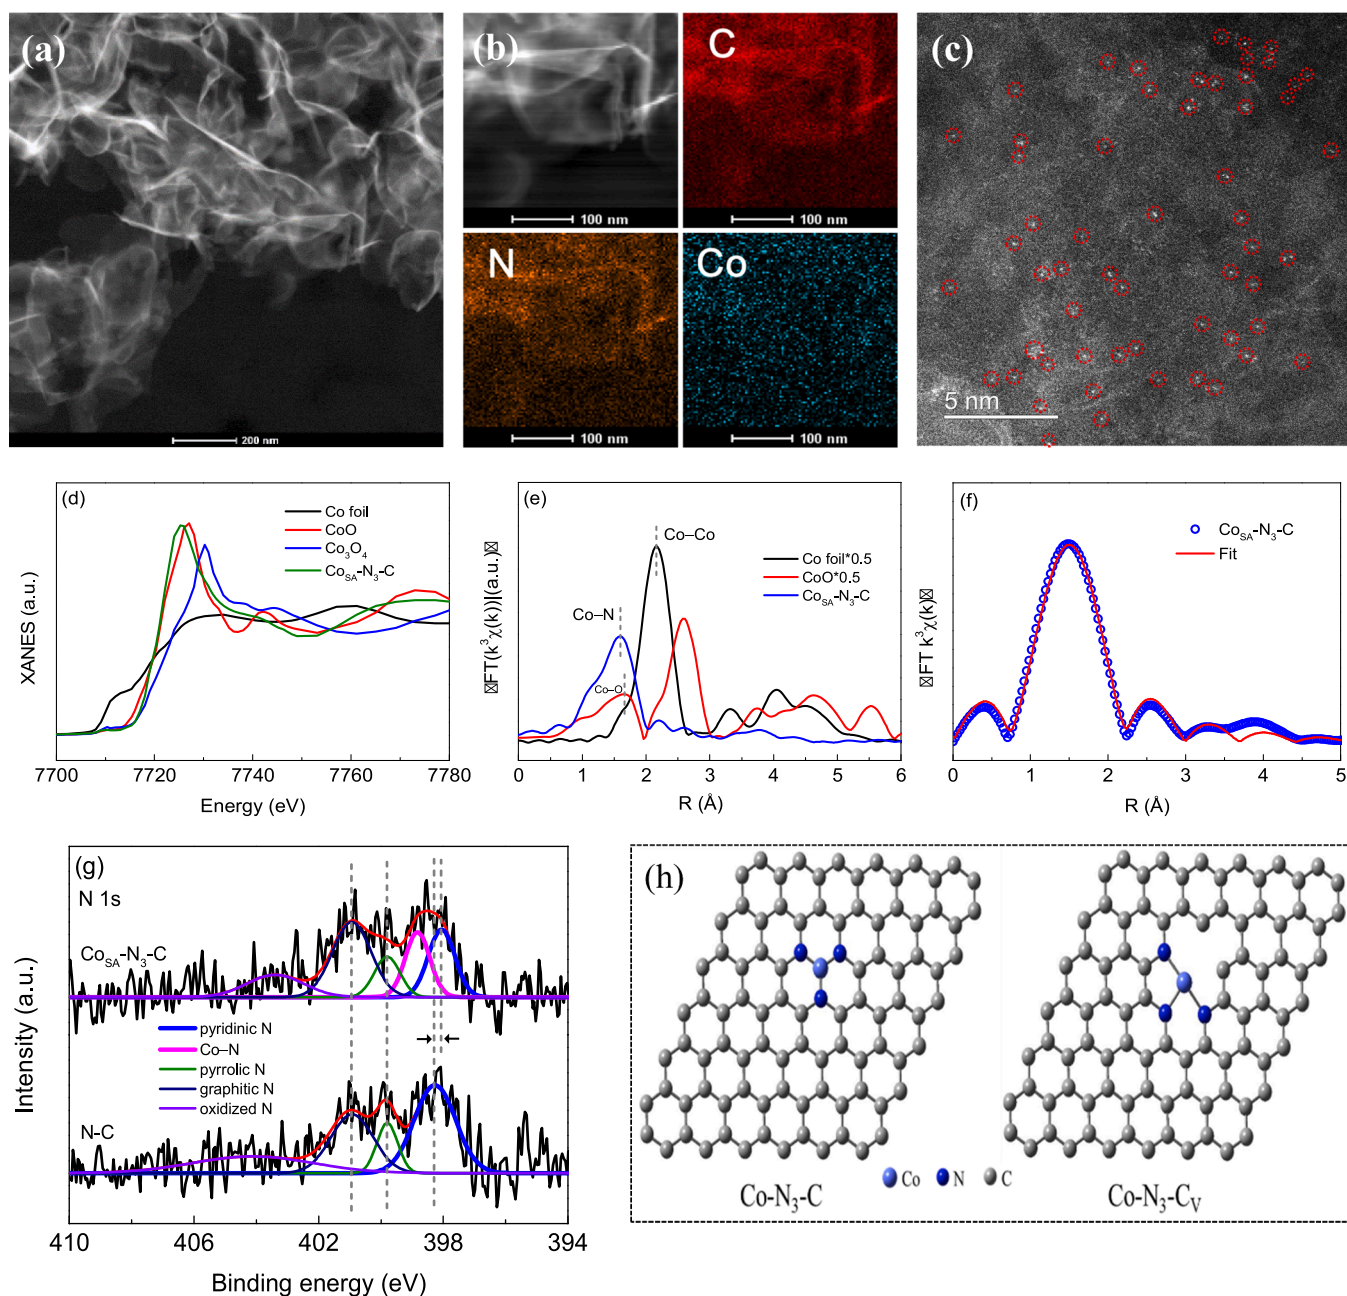 (a)
200 nm
(b)
100 nm
C
100 nm
N
100 nm
Co
100 nm
(c)
5 nm
(d)
Co foil
CoO
Co3O4
CoSA-N3-C
XANES (a.u.)
7700 7720 7740 7760 7780
Energy (eV)
(e)
Co–Co
Co foil*0.5
CoO*0.5
CoSA-N3-C
Co–N
Co–O
□FT(k³χ(k))|(a.u.)□
0 1 2 3 4 5 6
R (Å)
(f)
CoSA-N3-C
Fit
□FT k³χ(k)□
0 1 2 3 4 5
R (Å)
(g)
N 1s
CoSA-N3-C
pyridinic N
Co–N
pyrrolic N
graphitic N
oxidized N
N-C
Intensity (a.u.)
410 406 402 398 394
Binding energy (eV)
(h)
Co N C
Co-N3-C
Co-N3-CV